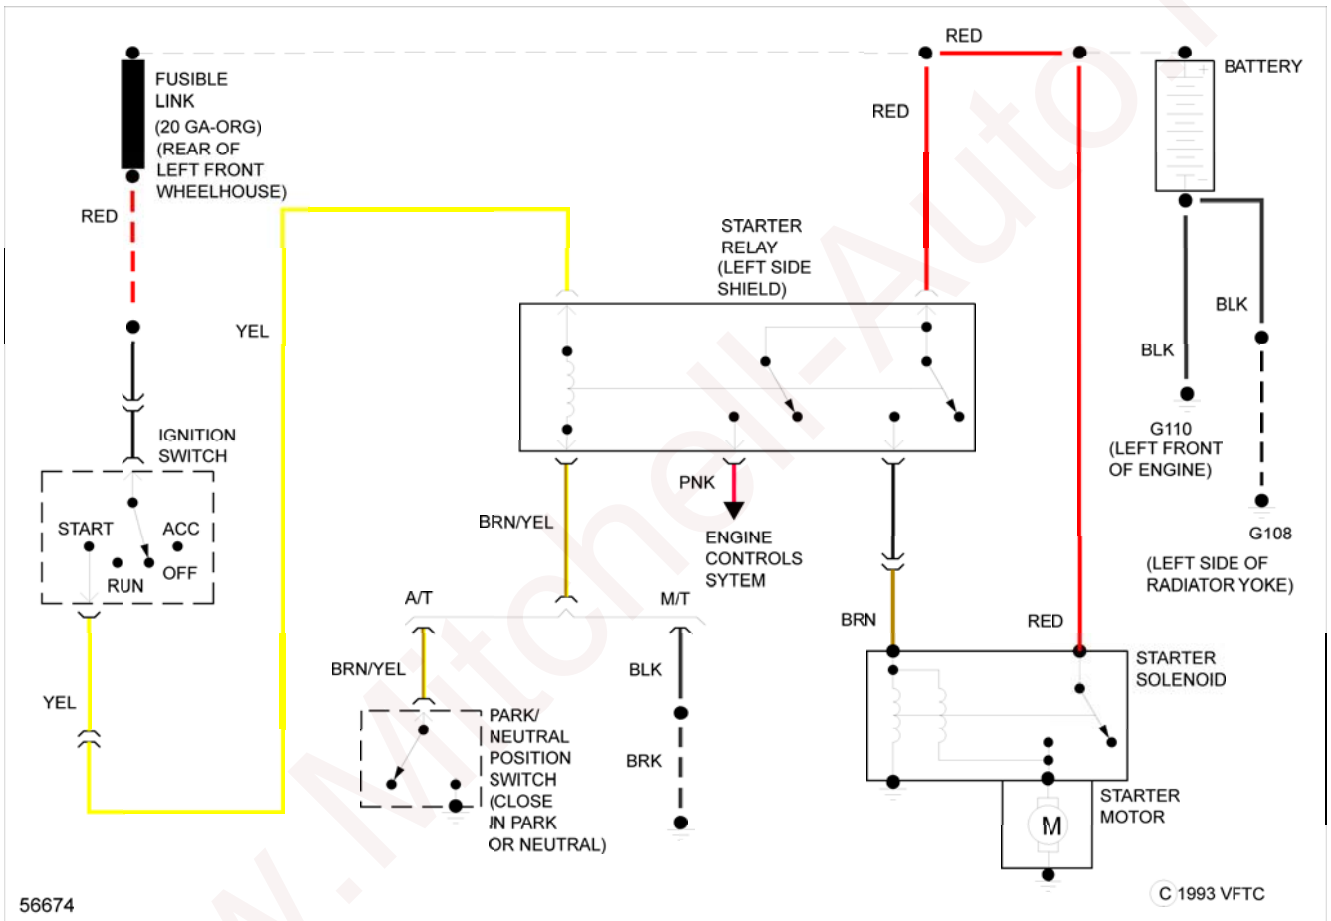 RED
BATTERY
FUSIBLE
LINK
(20 GA-ORG)
(REAR OF
LEFT FRONT
WHEELHOUSE)
RED
RED
STARTER
RELAY
(LEFT SIDE
SHIELD)
YEL
BLK
BLK
G110
(LEFT FRONT
OF ENGINE)
IGNITION
SWITCH
PNK
BRN/YEL
START
ACC
RUN
OFF
ENGINE
CONTROLS
SYTEM
G108
(LEFT SIDE OF
RADIATOR YOKE)
A/T
M/T
BRN
RED
BRN/YEL
BLK
STARTER
SOLENOID
YEL
PARK/
NEUTRAL
POSITION
SWITCH
(CLOSE
IN PARK
OR NEUTRAL)
BRK
STARTER
MOTOR
M
56674
C 1993 VFTC
w.Mitchell-Auto.